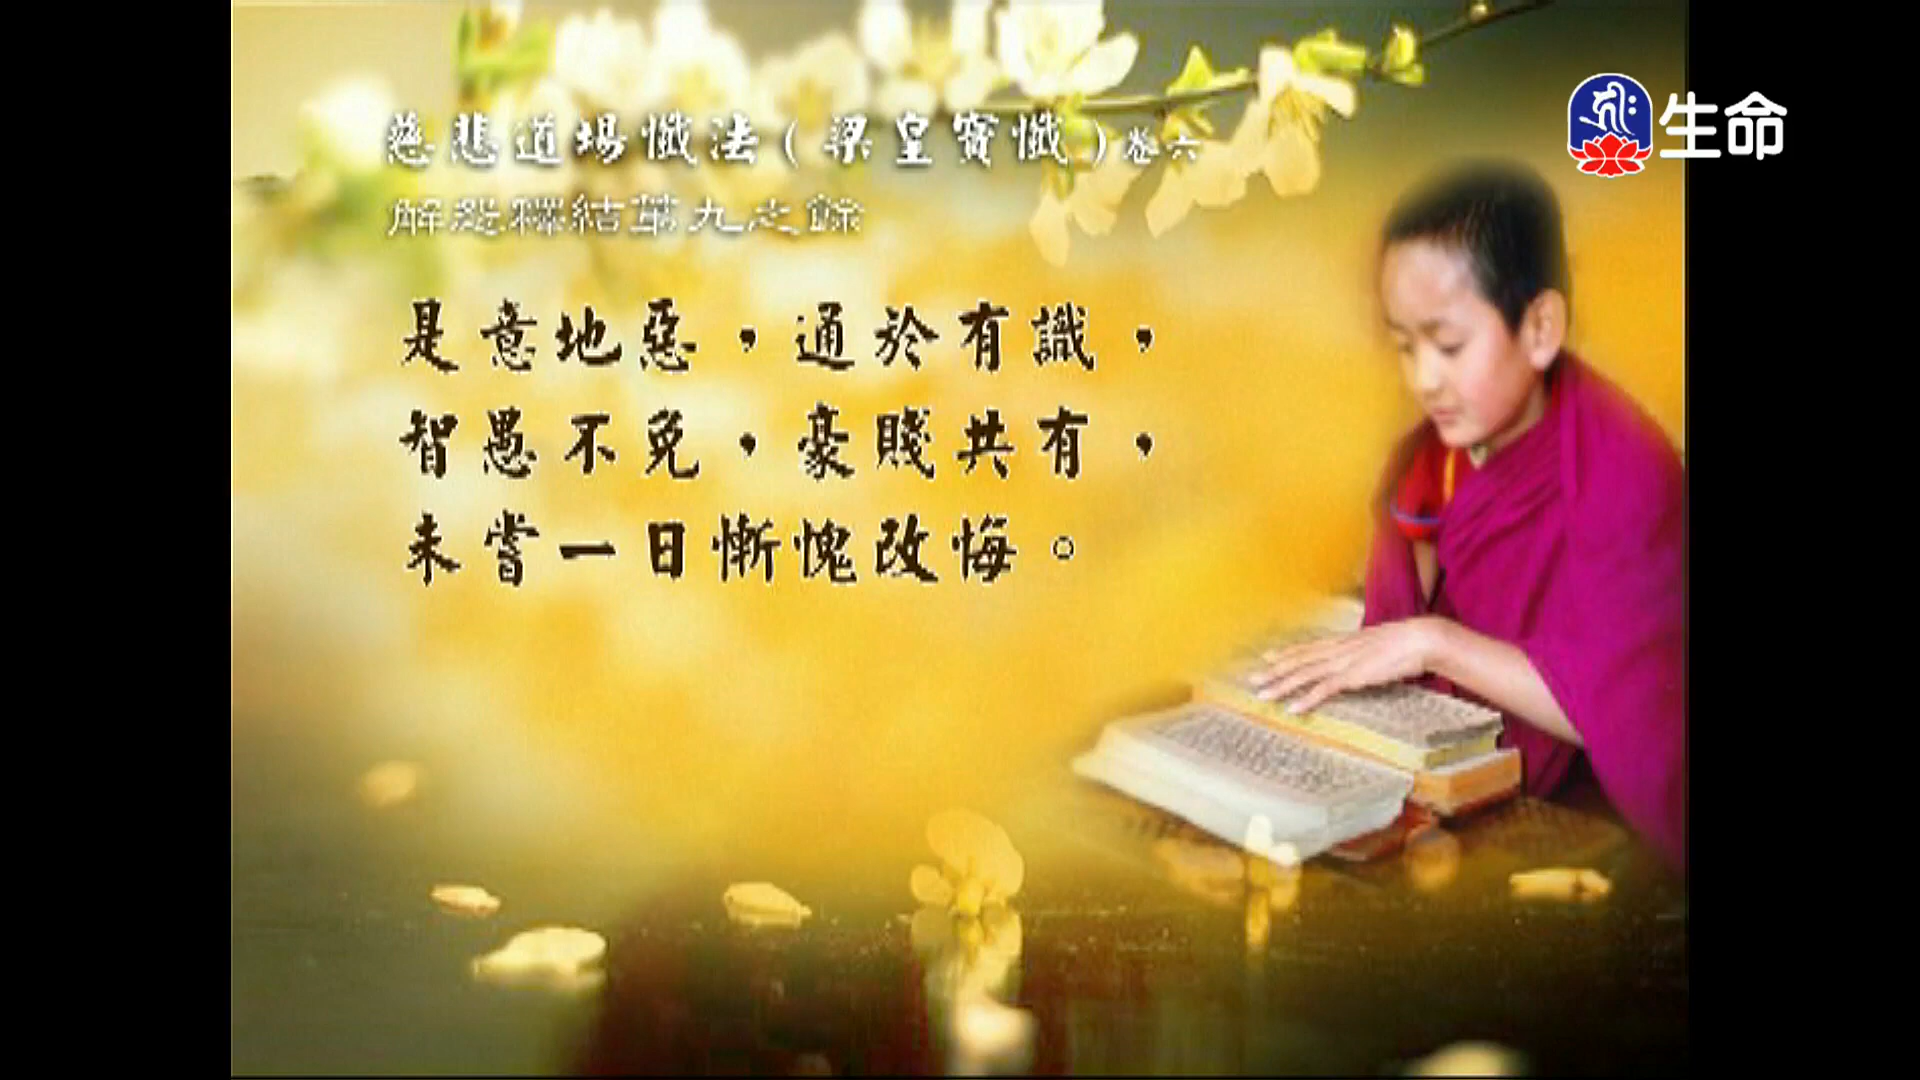 慈悲道場懺法(梁皇寶懺)卷六
生命
解冤釋結第九之餘
是意地惡，通於有識，
智愚不免，豪賤共有，
未嘗一日慚愧改悔。